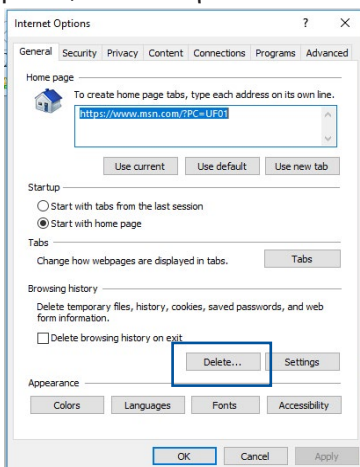 Internet Options ? ×
General Security Privacy Content Connections Programs Advanced
Home page
To create home page tabs, type each address on its own line.
https://www.msn.com/?PC=UF01
Use current Use default Use new tab
Startup
Start with tabs from the last session
Start with home page
Tabs
Change how webpages are displayed in tabs. Tabs
Browsing history
Delete temporary files, history, cookies, saved passwords, and web
form information.
Delete browsing history on exit
Delete... Settings
Appearance
Colors Languages Fonts Accessibility
OK Cancel Apply